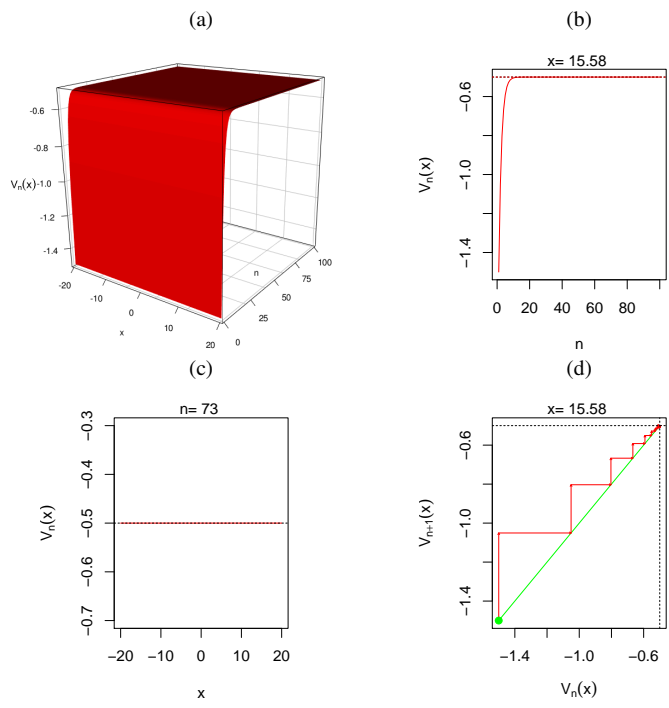 (a)
−0.6
−0.8
Vn(x)
−1.0
−1.2
−1.4
−20
−10
0
10
20
x
0
25
50
75
100
n
(b)
x= 15.58
Vn(x)
−0.6
−1.0
−1.4
0 20 40 60 80
n
(c)
n= 73
Vn(x)
−0.3
−0.4
−0.5
−0.6
−0.7
−20 −10 0 10 20
x
(d)
x= 15.58
Vn+1(x)
−0.6
−1.0
−1.4
−1.4 −1.0 −0.6
Vn(x)